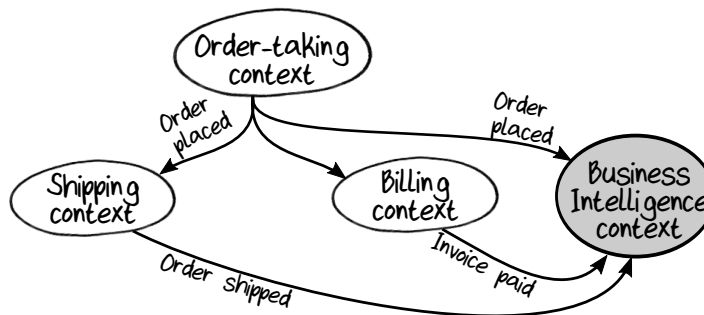 Order-taking
context
Order
placed
Order
placed
Shipping
context
Billing
context
Business
Intelligence
context
Order shipped
Invoice paid